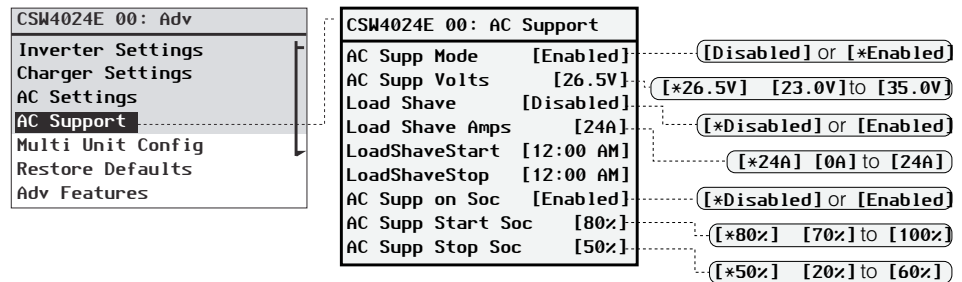 CSW4024E 00: Adv
Inverter Settings
Charger Settings
AC Settings
AC Support
Multi Unit Config
Restore Defaults
Adv Features
CSW4024E 00: AC Support
AC Supp Mode [Enabled]
AC Supp Volts [26.5V]
Load Shave [Disabled]
Load Shave Amps [24A]
LoadShaveStart [12:00 AM]
LoadShaveStop [12:00 AM]
AC Supp on Soc [Enabled]
AC Supp Start Soc [80%]
AC Supp Stop Soc [50%]
[Disabled] or [*Enabled]
[*26.5V] [23.0V]to [35.0V]
[*Disabled] or [Enabled]
[*24A] [0A] to [24A]
[*Disabled] or [Enabled]
[*80%] [70%] to [100%]
[*50%] [20%] to [60%]